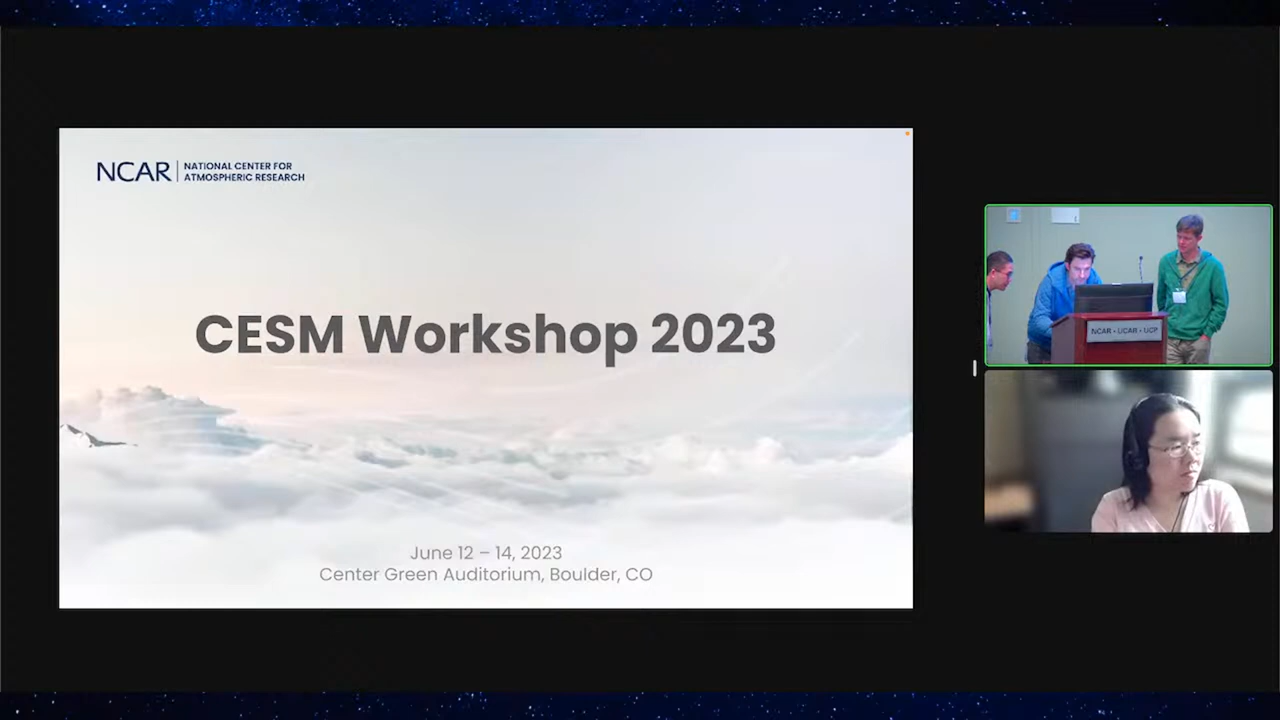 NCAR NATIONAL CENTER FOR
ATMOSPHERIC RESEARCH
CESM Workshop 2023
June 12 – 14, 2023
Center Green Auditorium, Boulder, CO
NCAR • UCAR • UCP